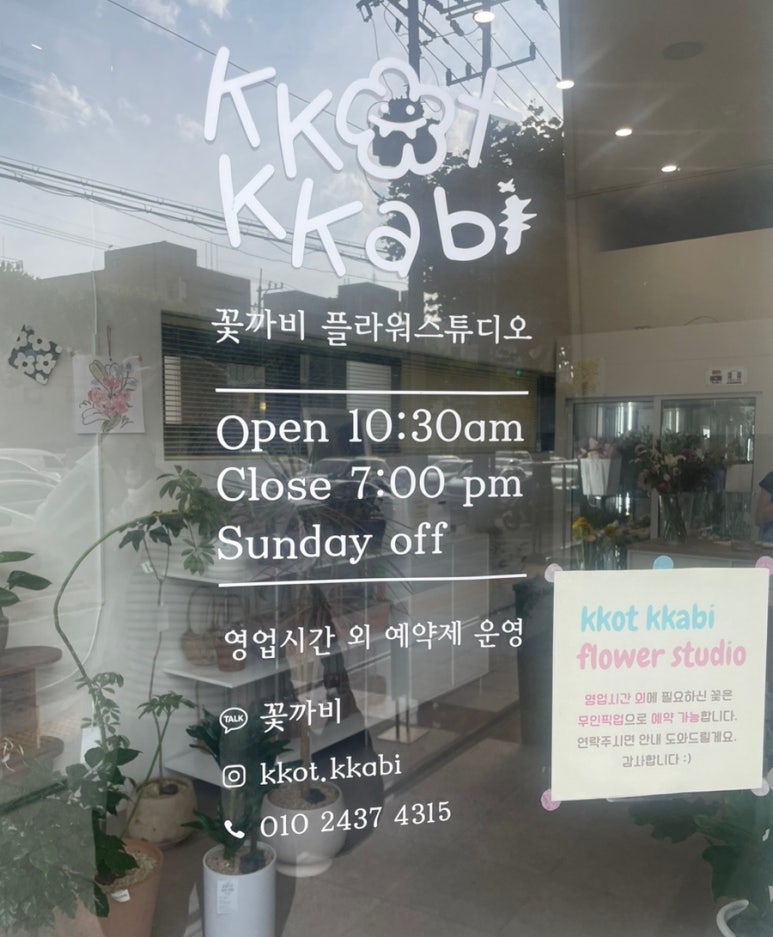 kkot
kkabi
꽃까비 플라워스튜디오
Open 10:30am
Close 7:00 pm
Sunday off
영업시간 외 예약제 운영
TALK 꽃까비
kkot.kkabi
010 2437 4315
kkot kkabi
flower studio
영업시간 외에 필요하신 꽃은
무인픽업으로 예약 가능합니다.
연락주시면 안내 도와드릴게요.
감사합니다 :)